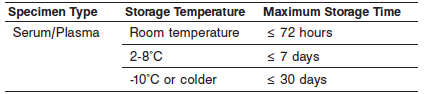 Specimen Type Storage Temperature Maximum Storage Time
Serum/Plasma Room temperature ≤ 72 hours
2-8˚C ≤ 7 days
-10˚C or colder ≤ 30 days